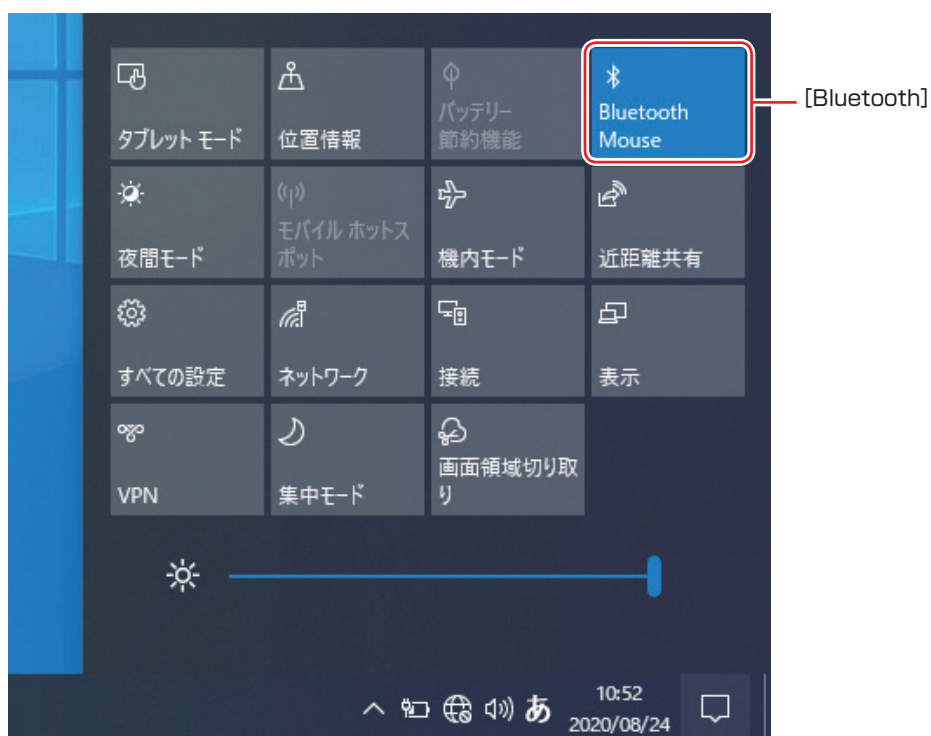 タブレット モード
位置情報
バッテリー
節約機能
Bluetooth
Mouse
[Bluetooth]
夜間モード
モバイル ホットス
ポット
機内モード
近距離共有
すべての設定
ネットワーク
接続
表示
VPN
集中モード
画面領域切り取
り
あ
10:52
2020/08/24